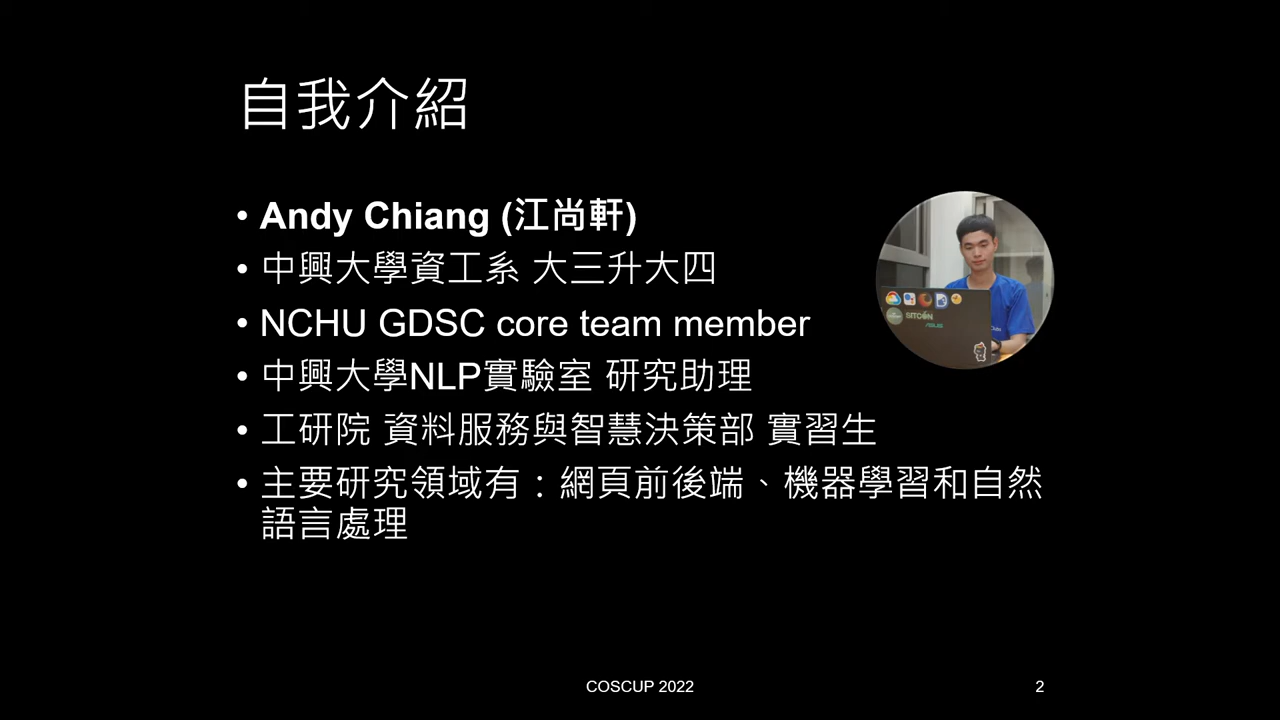 自我介紹
• Andy Chiang (江尚軒)
• 中興大學資工系 大三升大四
• NCHU GDSC core team member
• 中興大學NLP實驗室 研究助理
• 工研院 資料服務與智慧決策部 實習生
• 主要研究領域有：網頁前後端、機器學習和自然
語言處理
SITCON
ASUS
COSCUP 2022
2